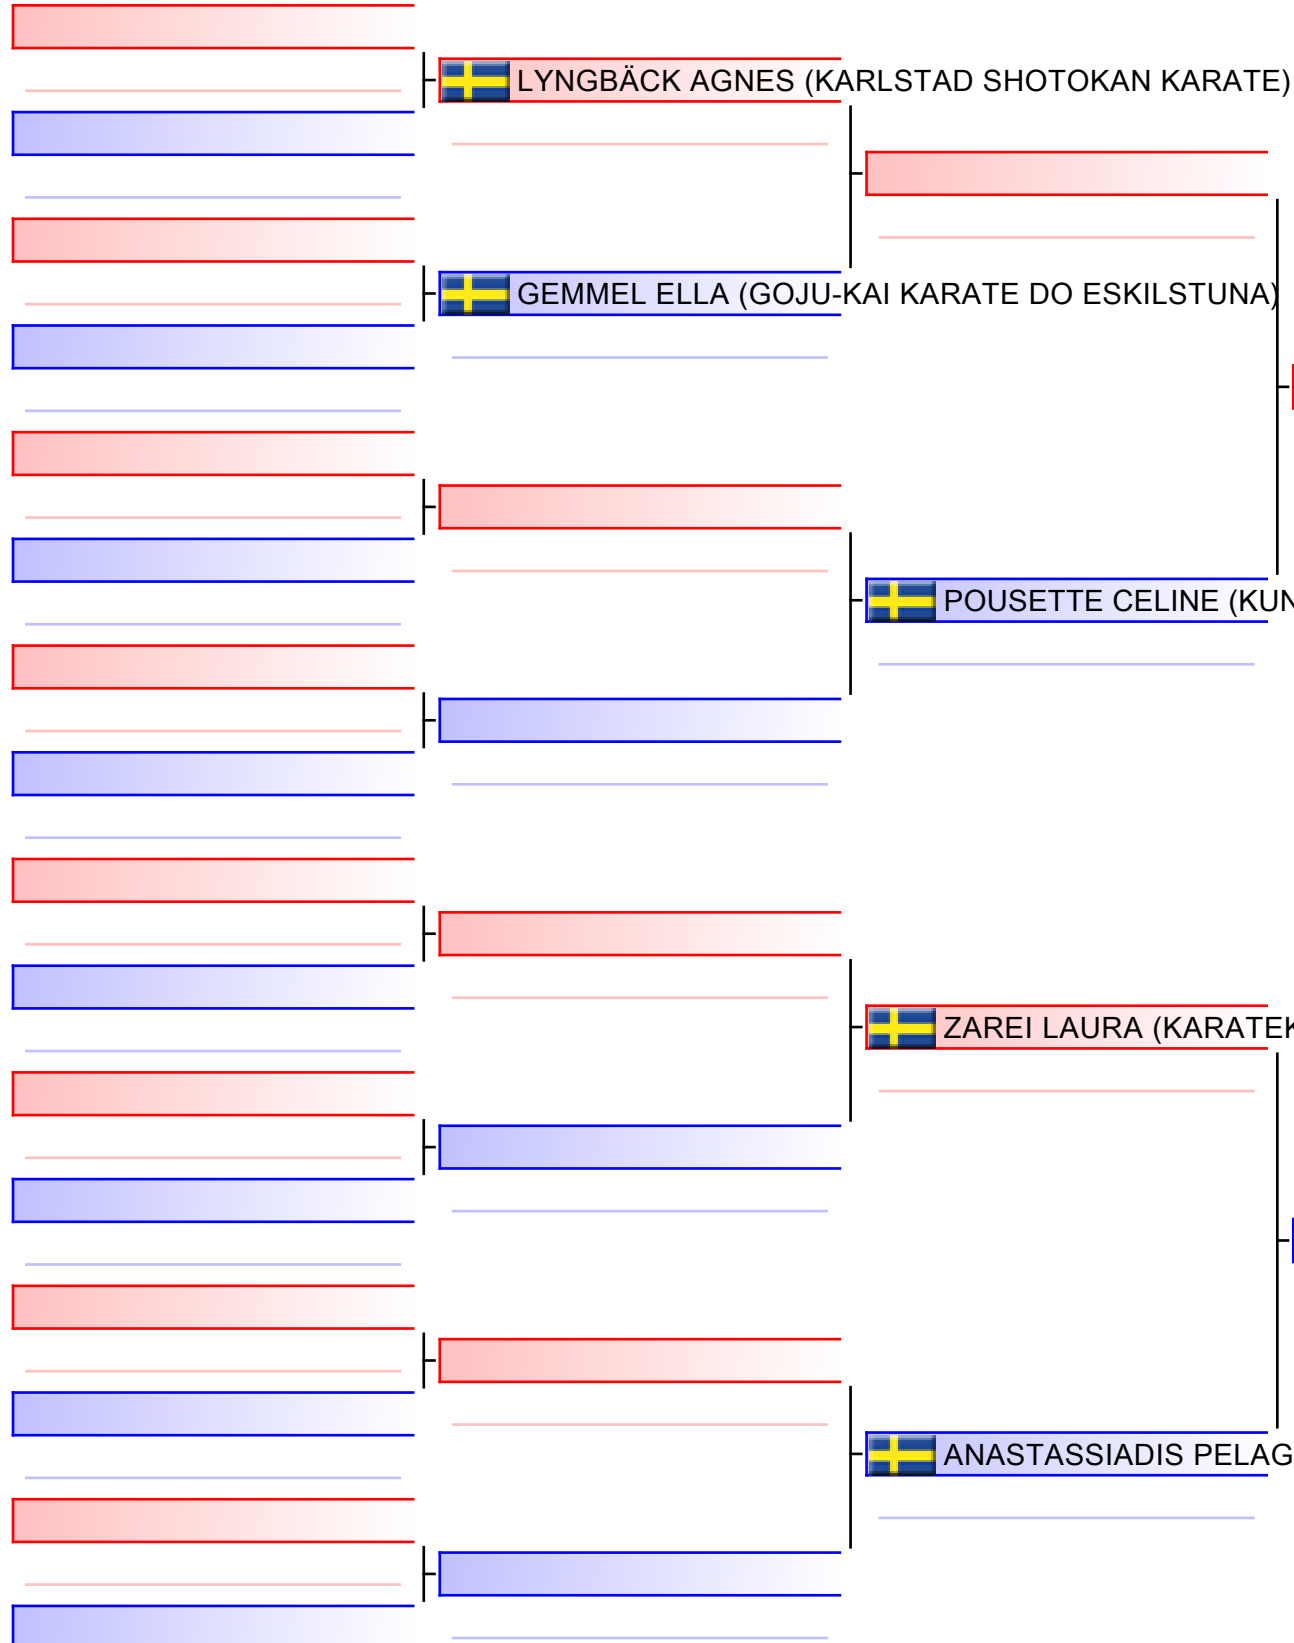 LYNGBÄCK AGNES (KARLSTAD SHOTOKAN KARATE)
GEMMEL ELLA (GOJU-KAI KARATE DO ESKILSTUNA)
POUSETTE CELINE (KUN
ZAREI LAURA (KARATEK
ANASTASSIADIS PELAG